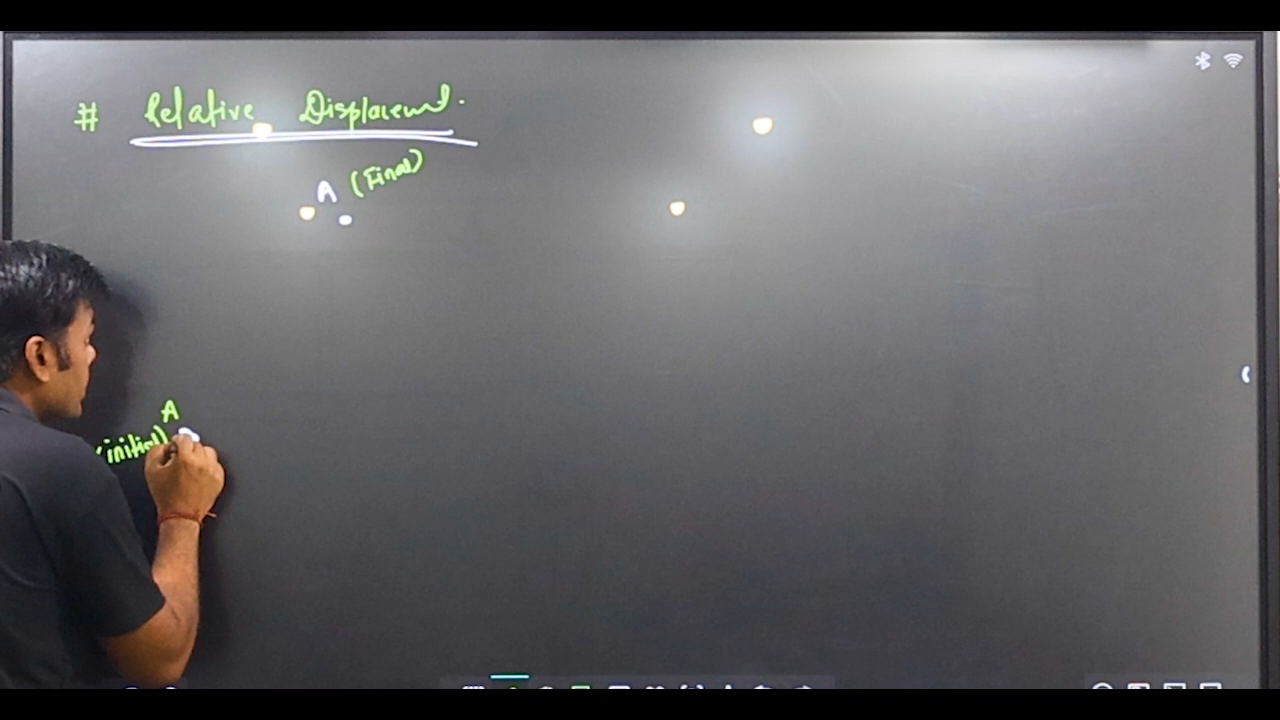 # Relative Displacement.
A (Final)
A
(initial)